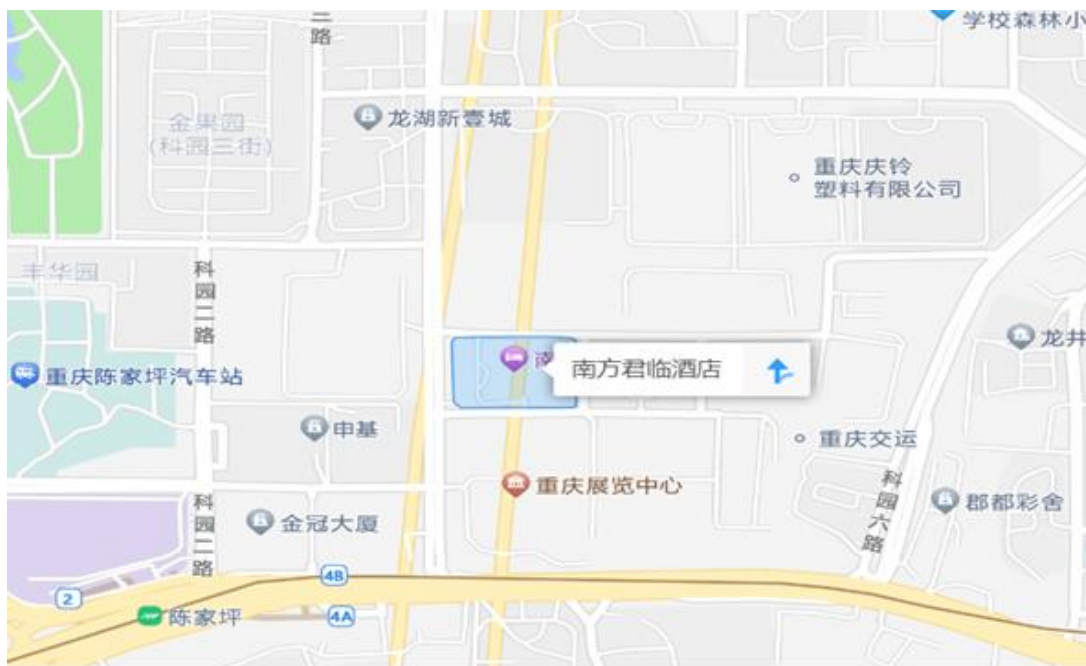 三
路
学校森林小
龙湖新壹城
金果园
(科园三街)
重庆庆铃
塑料有限公司
丰华园
科
园
二
路
龙井
南
南方君临酒店
重庆陈家坪汽车站
申基
重庆交运
重庆展览中心
科
园
六
路
郡都彩舍
科
园
二
路
金冠大厦
4B
2
陈家坪
4A